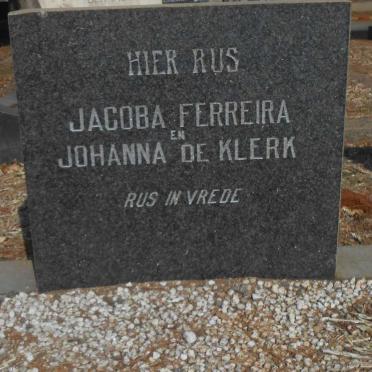 HIER RUS
JACOBA FERREIRA
EN
JOHANNA DE KLERK
RUS IN VREDE